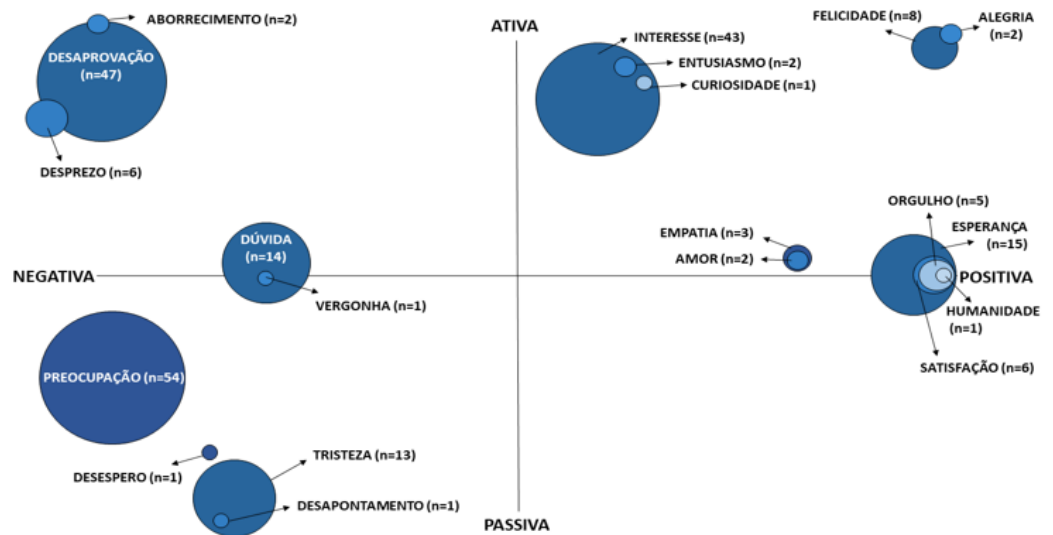 ABORRECIMENTO (n=2)
DESAPROVAÇÃO
(n=47)
DESPREZO (n=6)
ATIVA
INTERESSE (n=43)
ENTUSIASMO (n=2)
CURIOSIDADE (n=1)
FELICIDADE (n=8)
ALEGRIA
(n=2)
DÚVIDA
(n=14)
VERGONHA (n=1)
NEGATIVA
EMPATIA (n=3)
AMOR (n=2)
ORGULHO (n=5)
ESPERANÇA
(n=15)
POSITIVA
HUMANIDADE
(n=1)
SATISFAÇÃO (n=6)
PREOCUPAÇÃO (n=54)
DESESPERO (n=1)
TRISTEZA (n=13)
DESAPONTAMENTO (n=1)
PASSIVA